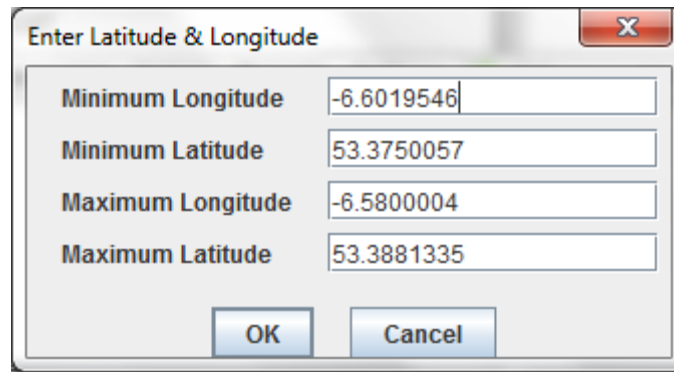 Enter Latitude & Longitude
Minimum Longitude -6.6019546
Minimum Latitude 53.3750057
Maximum Longitude -6.5800004
Maximum Latitude 53.3881335
OK Cancel